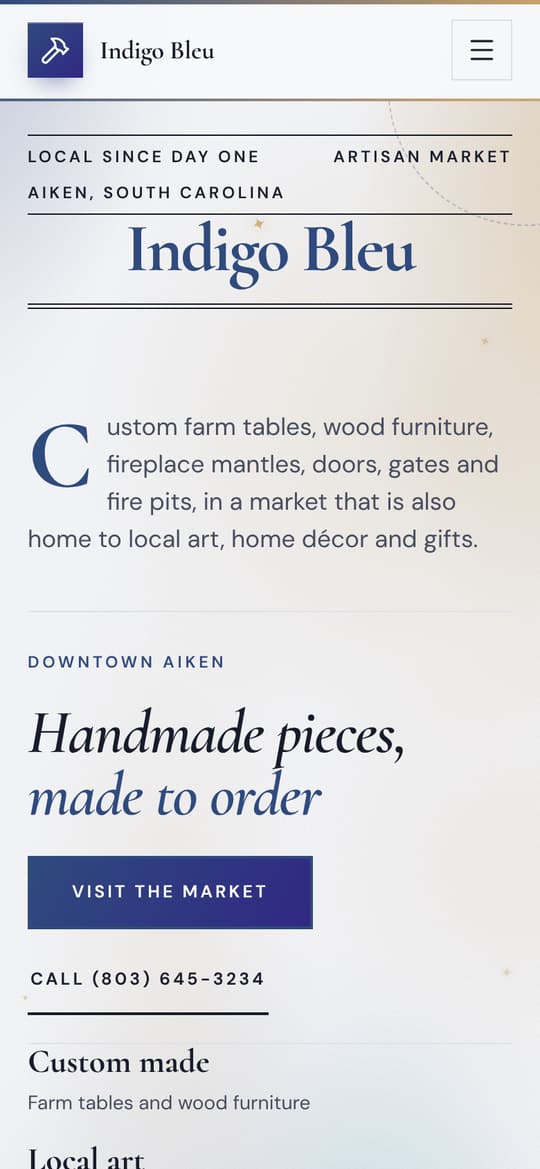 Indigo Bleu
LOCAL SINCE DAY ONE
ARTISAN MARKET
AIKEN, SOUTH CAROLINA
Indigo Bleu
Custom farm tables, wood furniture,
fireplace mantles, doors, gates and
fire pits, in a market that is also
home to local art, home décor and gifts.
DOWNTOWN AIKEN
Handmade pieces,
made to order
VISIT THE MARKET
CALL (803) 645-3234
Custom made
Farm tables and wood furniture
Local art